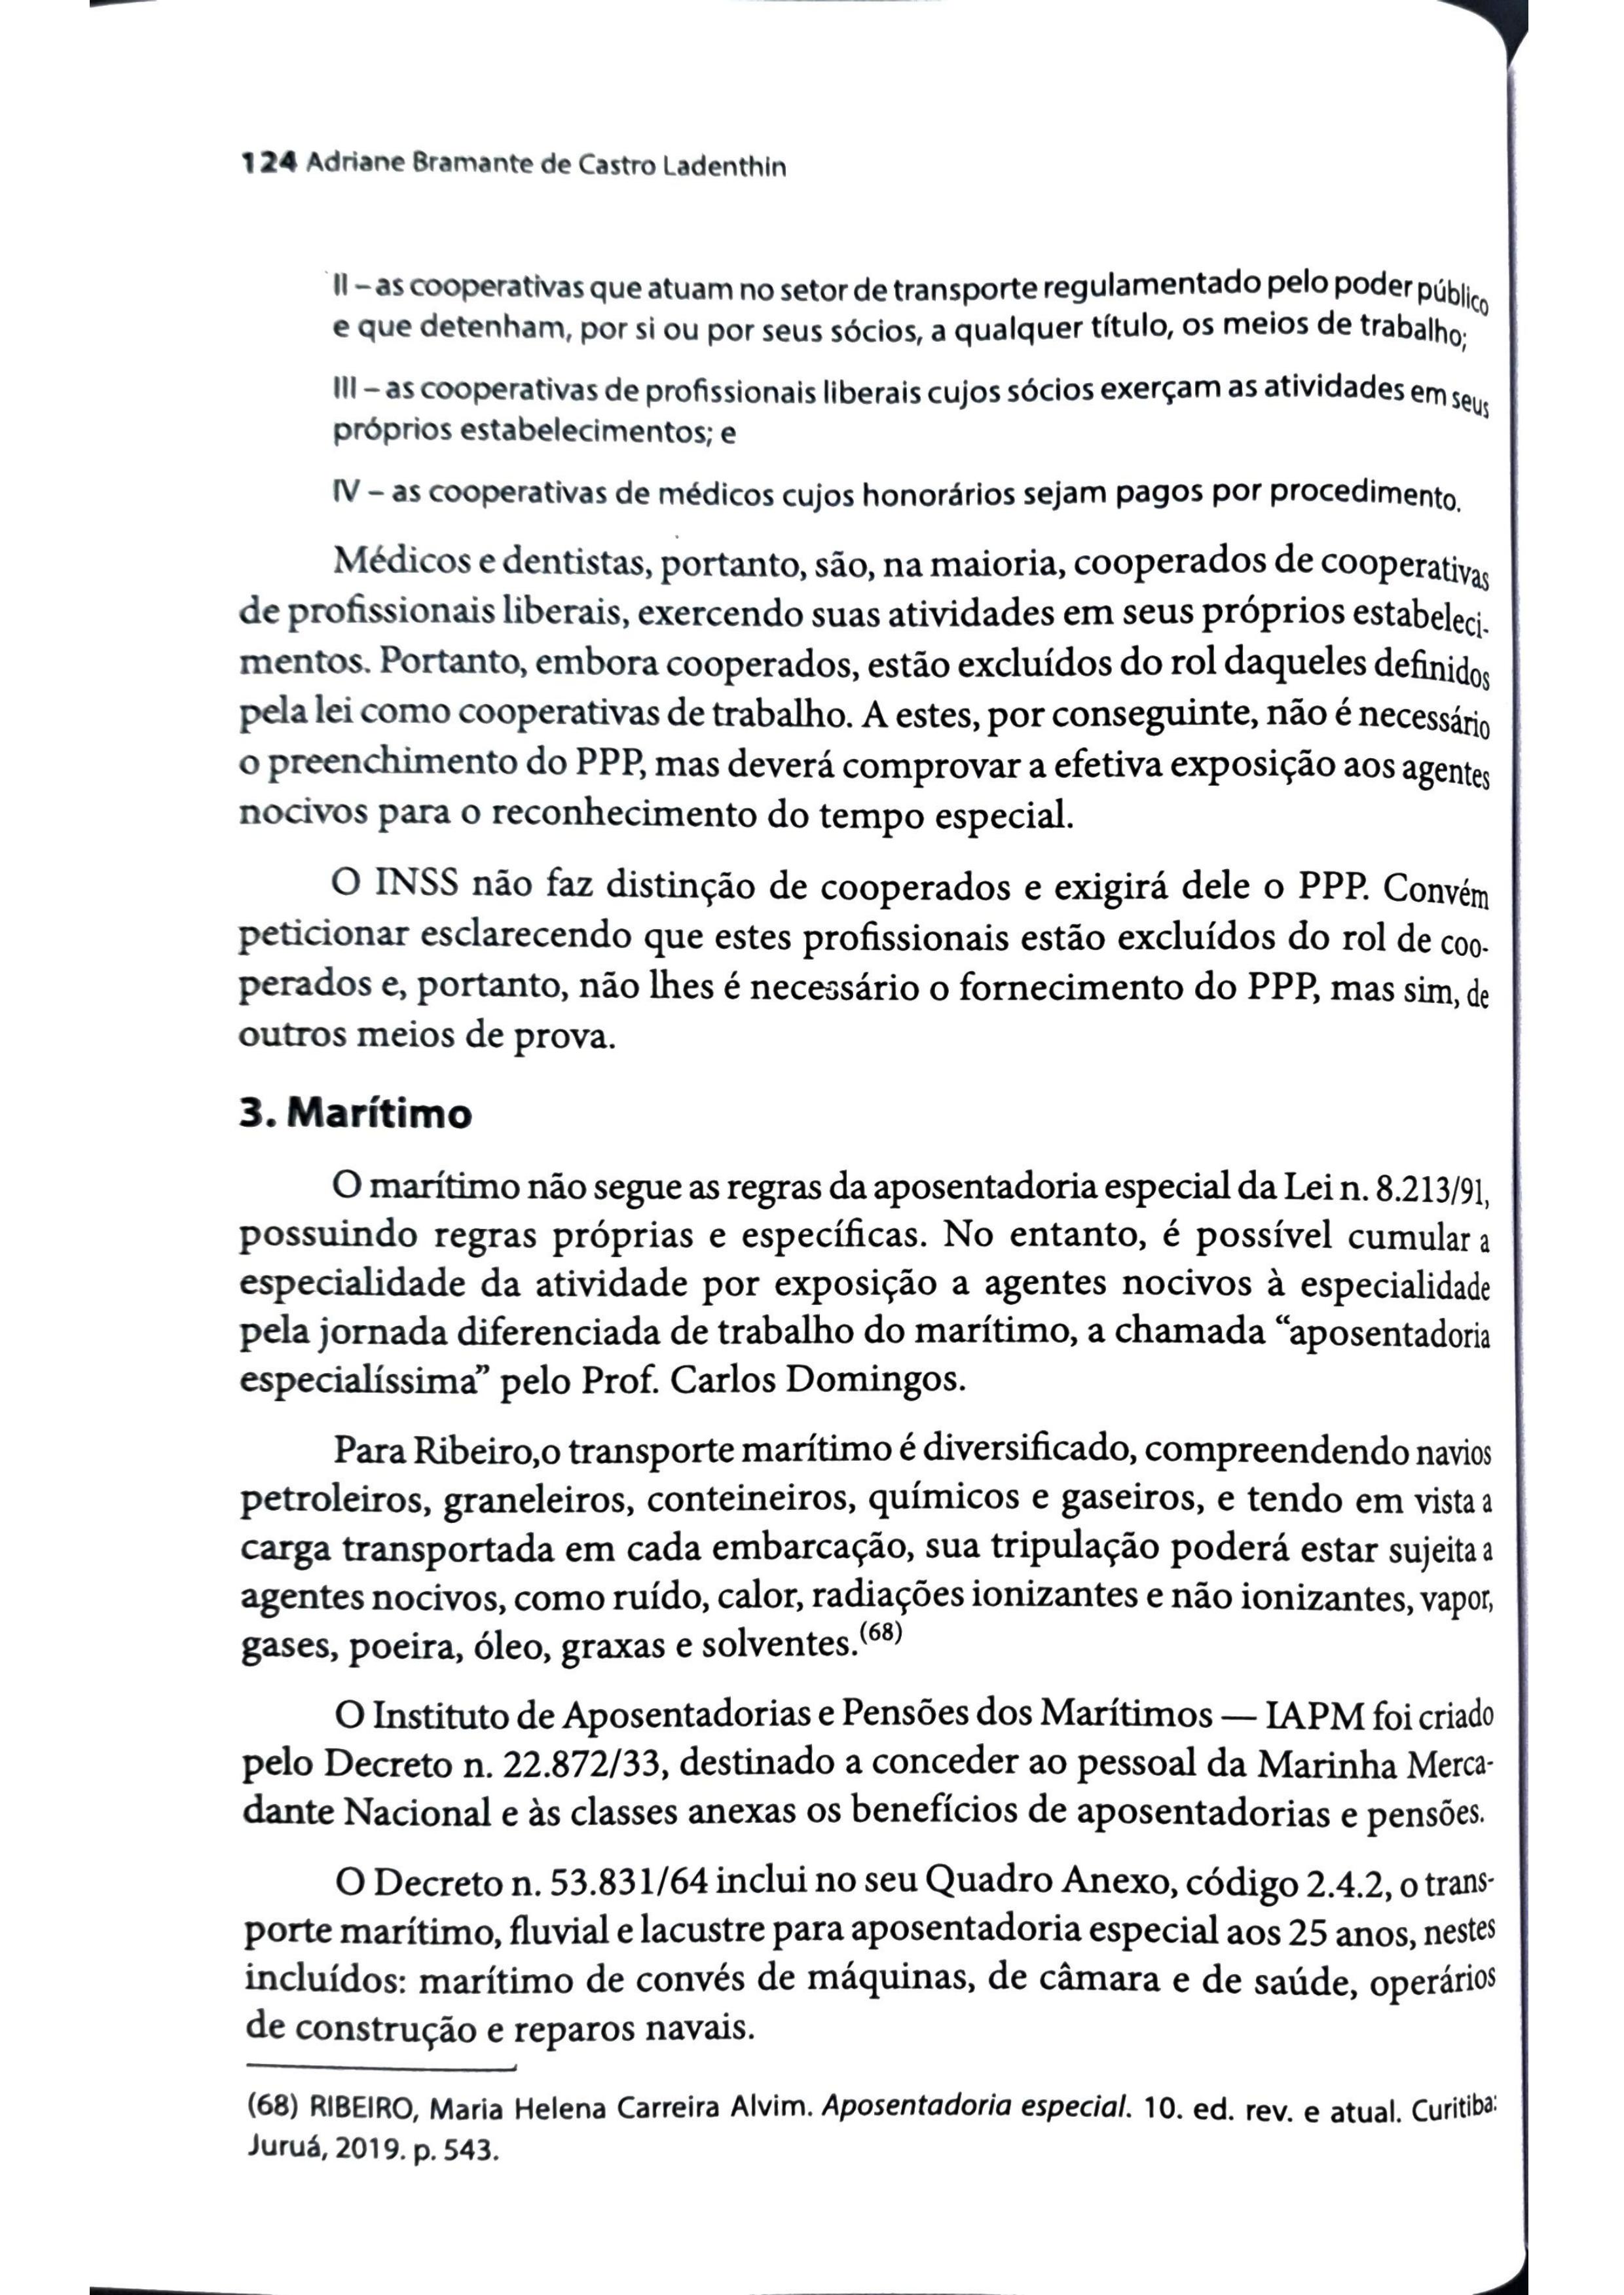 124 Adriane Bramante de Castro Ladenthin
II – as cooperativas que atuam no setor de transporte regulamentado pelo poder público
e que detenham, por si ou por seus sócios, a qualquer título, os meios de trabalho;
III – as cooperativas de profissionais liberais cujos sócios exerçam as atividades em seus
próprios estabelecimentos; e
IV – as cooperativas de médicos cujos honorários sejam pagos por procedimento.
Médicos e dentistas, portanto, são, na maioria, cooperados de cooperativas
de profissionais liberais, exercendo suas atividades em seus próprios estabeleci-
mentos. Portanto, embora cooperados, estão excluídos do rol daqueles definidos
pela lei como cooperativas de trabalho. A estes, por conseguinte, não é necessário
o preenchimento do PPP, mas deverá comprovar a efetiva exposição aos agentes
nocivos para o reconhecimento do tempo especial.
O INSS não faz distinção de cooperados e exigirá dele o PPP. Convém
peticionar esclarecendo que estes profissionais estão excluídos do rol de coo-
perados e, portanto, não lhes é necessário o fornecimento do PPP, mas sim, de
outros meios de prova.
3. Marítimo
O marítimo não segue as regras da aposentadoria especial da Lei n. 8.213/91,
possuindo regras próprias e específicas. No entanto, é possível cumular a
especialidade da atividade por exposição a agentes nocivos à especialidade
pela jornada diferenciada de trabalho do marítimo, a chamada “aposentadoria
especialíssima” pelo Prof. Carlos Domingos.
Para Ribeiro,o transporte marítimo é diversificado, compreendendo navios
petroleiros, graneleiros, conteineiros, químicos e gaseiros, e tendo em vista a
carga transportada em cada embarcação, sua tripulação poderá estar sujeita a
agentes nocivos, como ruído, calor, radiações ionizantes e não ionizantes, vapor,
gases, poeira, óleo, graxas e solventes.(68)
O Instituto de Aposentadorias e Pensões dos Marítimos — IAPM foi criado
pelo Decreto n. 22.872/33, destinado a conceder ao pessoal da Marinha Merca-
dante Nacional e às classes anexas os benefícios de aposentadorias e pensões.
O Decreto n. 53.831/64 inclui no seu Quadro Anexo, código 2.4.2, o trans-
porte marítimo, fluvial e lacustre para aposentadoria especial aos 25 anos, nestes
incluídos: marítimo de convés de máquinas, de câmara e de saúde, operários
de construção e reparos navais.
(68) RIBEIRO, Maria Helena Carreira Alvim. Aposentadoria especial. 10. ed. rev. e atual. Curitiba:
Juruá, 2019. p. 543.